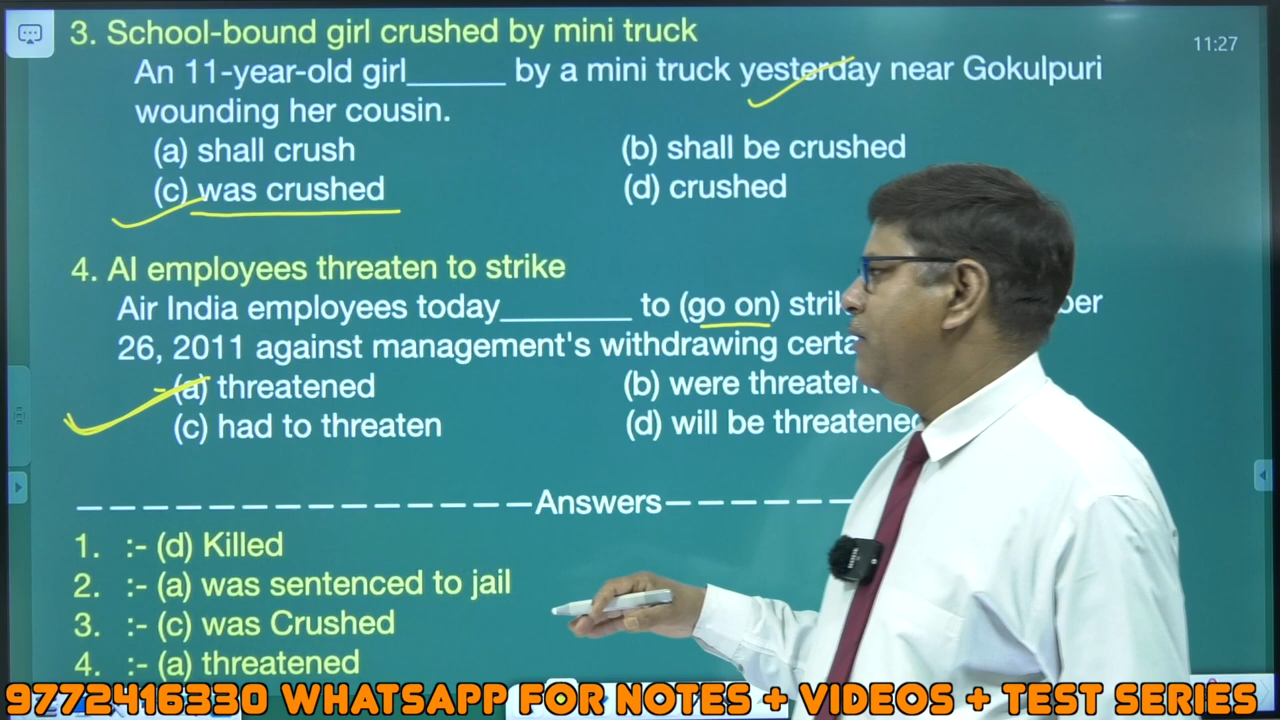 3. School-bound girl crushed by mini truck
11:27
An 11-year-old girl______ by a mini truck yesterday near Gokulpuri
wounding her cousin.
(a) shall crush (b) shall be crushed
(c) was crushed (d) crushed
4. AI employees threaten to strike
Air India employees today________ to (go on)
26, 2011 against management's withdrawing
(a) threatened (b) were
(c) had to threaten (d) will be threatened
Answers
1. :- (d) Killed
2. :- (a) was sentenced to jail
3. :- (c) was Crushed
4. :- (a) threatened
9772416330 WHATSAPP FOR NOTES + VIDEOS + TEST SERIES